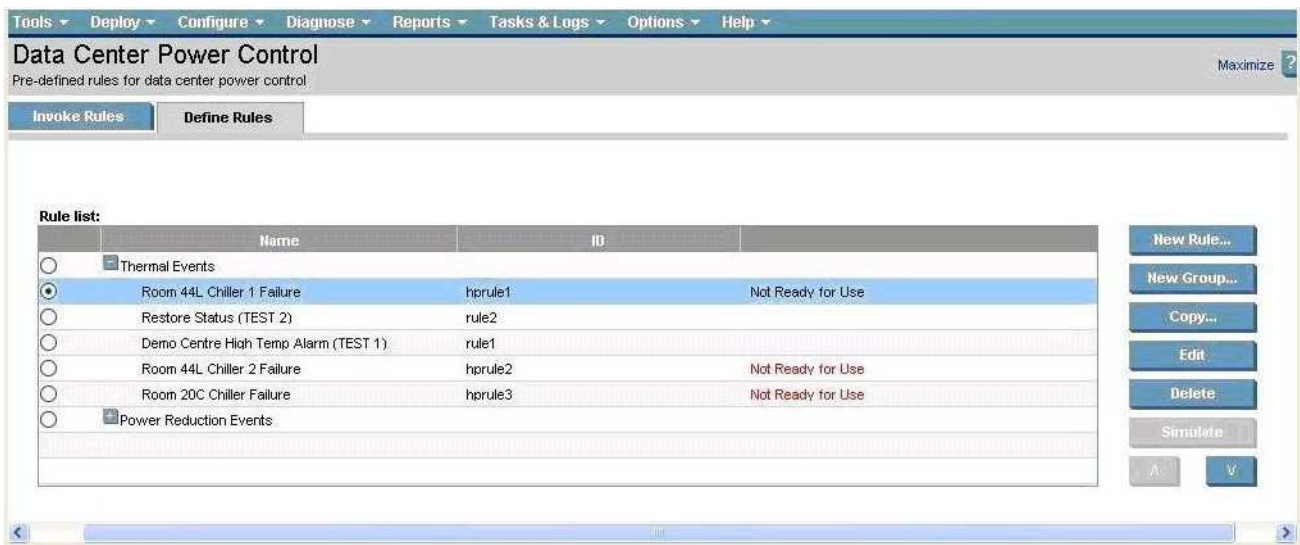 Tools Deploy Configure Diagnose Reports Tasks & Logs Options Help
Data Center Power Control
Maximize ?
Pre-defined rules for data center power control
Invoke Rules Define Rules
Rule list:
Name ID
New Rule...
Thermal Events
New Group...
Room 44L Chiller 1 Failure hprule1 Not Ready for Use
Restore Status (TEST 2) rule2
Copy...
Demo Centre High Temp Alarm (TEST 1) rule1
Edit
Room 44L Chiller 2 Failure hprule2 Not Ready for Use
Room 20C Chiller Failure hprule3 Not Ready for Use
Delete
Power Reduction Events
Simulate
A V